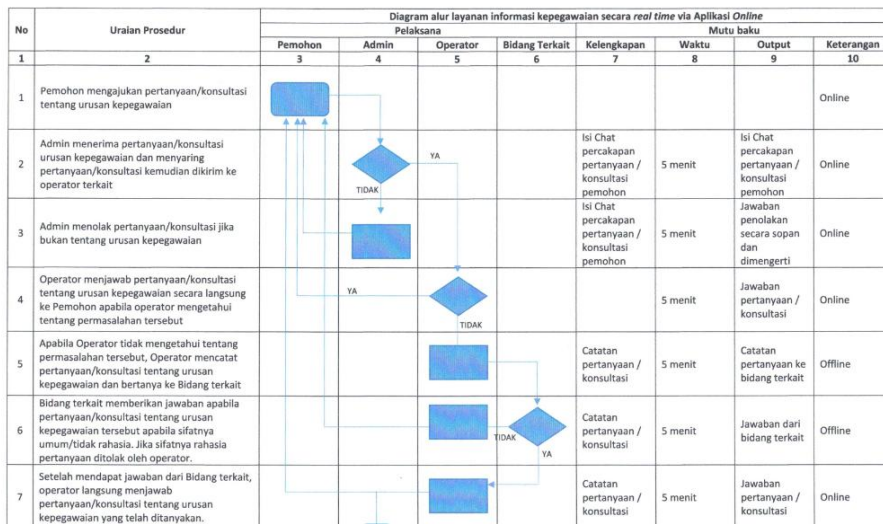 No
Uraian Prosedur
Diagram alur layanan informasi kepegawaian secara real time via Aplikasi Online
Pelaksana
Mutu baku
Pemohon
Admin
Operator
Bidang Terkait
Kelengkapan
Waktu
Output
Keterangan
1
2
3
4
5
6
7
8
9
10
1
Pemohon mengajukan pertanyaan/konsultasi
tentang urusan kepegawaian
Online
2
Admin menerima pertanyaan/konsultasi
urusan kepegawaian dan menyaring
pertanyaan/konsultasi kemudian dikirim ke
operator terkait
YA
TIDAK
Isi Chat
percakapan
pertanyaan /
konsultasi
pemohon
5 menit
Isi Chat
percakapan
pertanyaan /
konsultasi
pemohon
Online
3
Admin menolak pertanyaan/konsultasi jika
bukan tentang urusan kepegawaian
Isi Chat
percakapan
pertanyaan /
konsultasi
pemohon
5 menit
Jawaban
penolakan
secara sopan
dan
dimengerti
Online
4
Operator menjawab pertanyaan/konsultasi
tentang urusan kepegawaian secara langsung
ke Pemohon apabila operator mengetahui
tentang permasalahan tersebut
YA
TIDAK
5 menit
Jawaban
pertanyaan /
konsultasi
Online
5
Apabila Operator tidak mengetahui tentang
permasalahan tersebut, Operator mencatat
pertanyaan/konsultasi tentang urusan
kepegawaian dan bertanya ke Bidang terkait
Catatan
pertanyaan /
konsultasi
5 menit
Catatan
pertanyaan ke
bidang terkait
Offline
6
Bidang terkait memberikan jawaban apabila
pertanyaan/konsultasi tentang urusan
kepegawaian tersebut apabila sifatnya
umum/tidak rahasia. Jika sifatnya rahasia
pertanyaan ditolak oleh operator.
TIDAK
YA
Catatan
pertanyaan /
konsultasi
5 menit
Jawaban dari
bidang terkait
Offline
7
Setelah mendapat jawaban dari Bidang terkait,
operator langsung menjawab
pertanyaan/konsultasi tentang urusan
kepegawaian yang telah ditanyakan.
Catatan
pertanyaan /
konsultasi
5 menit
Jawaban
pertanyaan /
konsultasi
Online